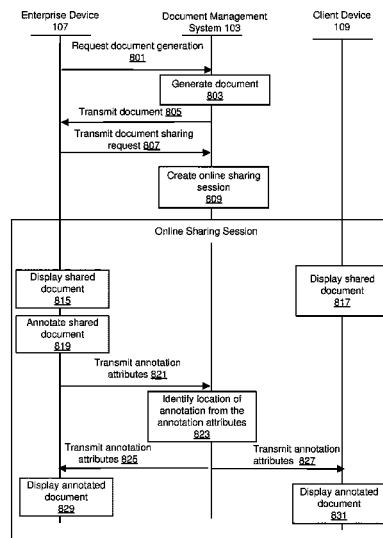 Enterprise Device
107
Document Management
System 103
Client Device
109
Request document generation
801
Generate document
803
Transmit document 805
Transmit document sharing
request 807
Create online sharing
session
809
Online Sharing Session
Display shared
document
815
Display shared
document
817
Annotate shared
document
819
Transmit annotation
attributes 821
Identify location of
annotation from the
annotation attributes
823
Transmit annotation
attributes 825
Transmit annotation
attributes 827
Display annotated
document
829
Display annotated
document
831